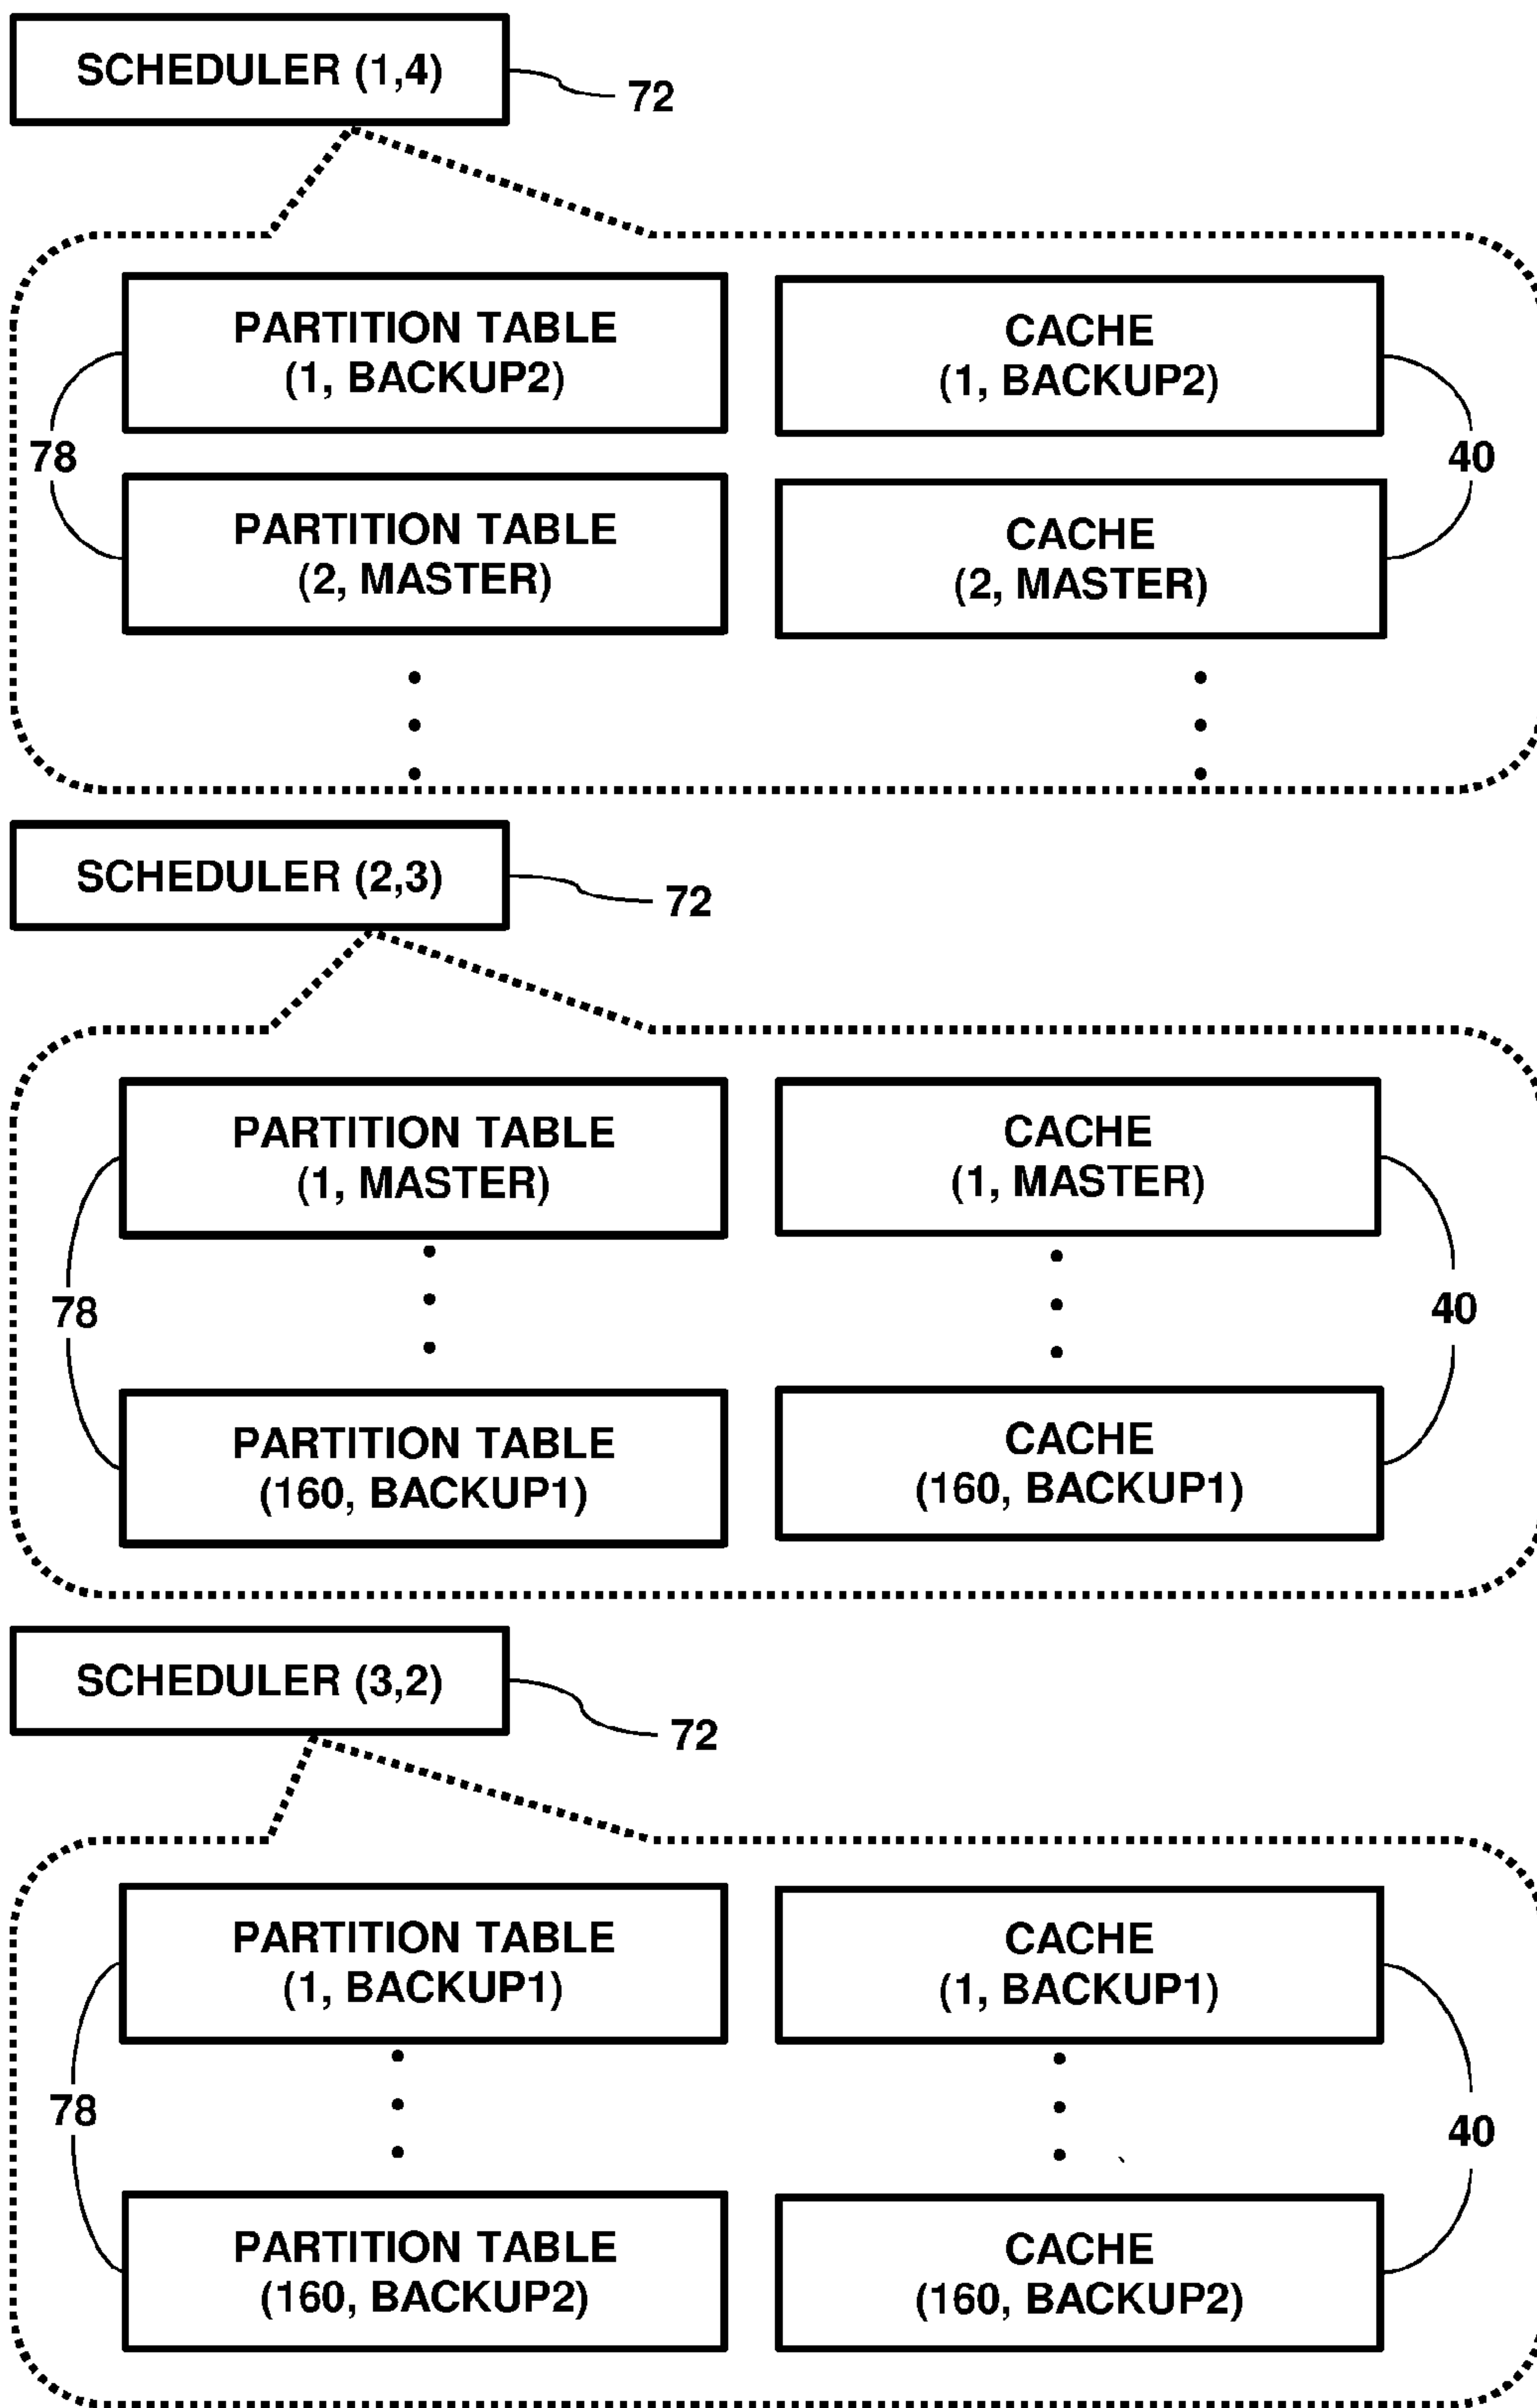 SCHEDULER (1,4)
72
PARTITION TABLE
(1, BACKUP2)
CACHE
(1, BACKUP2)
78
40
PARTITION TABLE
(2, MASTER)
CACHE
(2, MASTER)
SCHEDULER (2,3)
72
PARTITION TABLE
(1, MASTER)
CACHE
(1, MASTER)
78
40
PARTITION TABLE
(160, BACKUP1)
CACHE
(160, BACKUP1)
SCHEDULER (3,2)
72
PARTITION TABLE
(1, BACKUP1)
CACHE
(1, BACKUP1)
78
40
PARTITION TABLE
(160, BACKUP2)
CACHE
(160, BACKUP2)